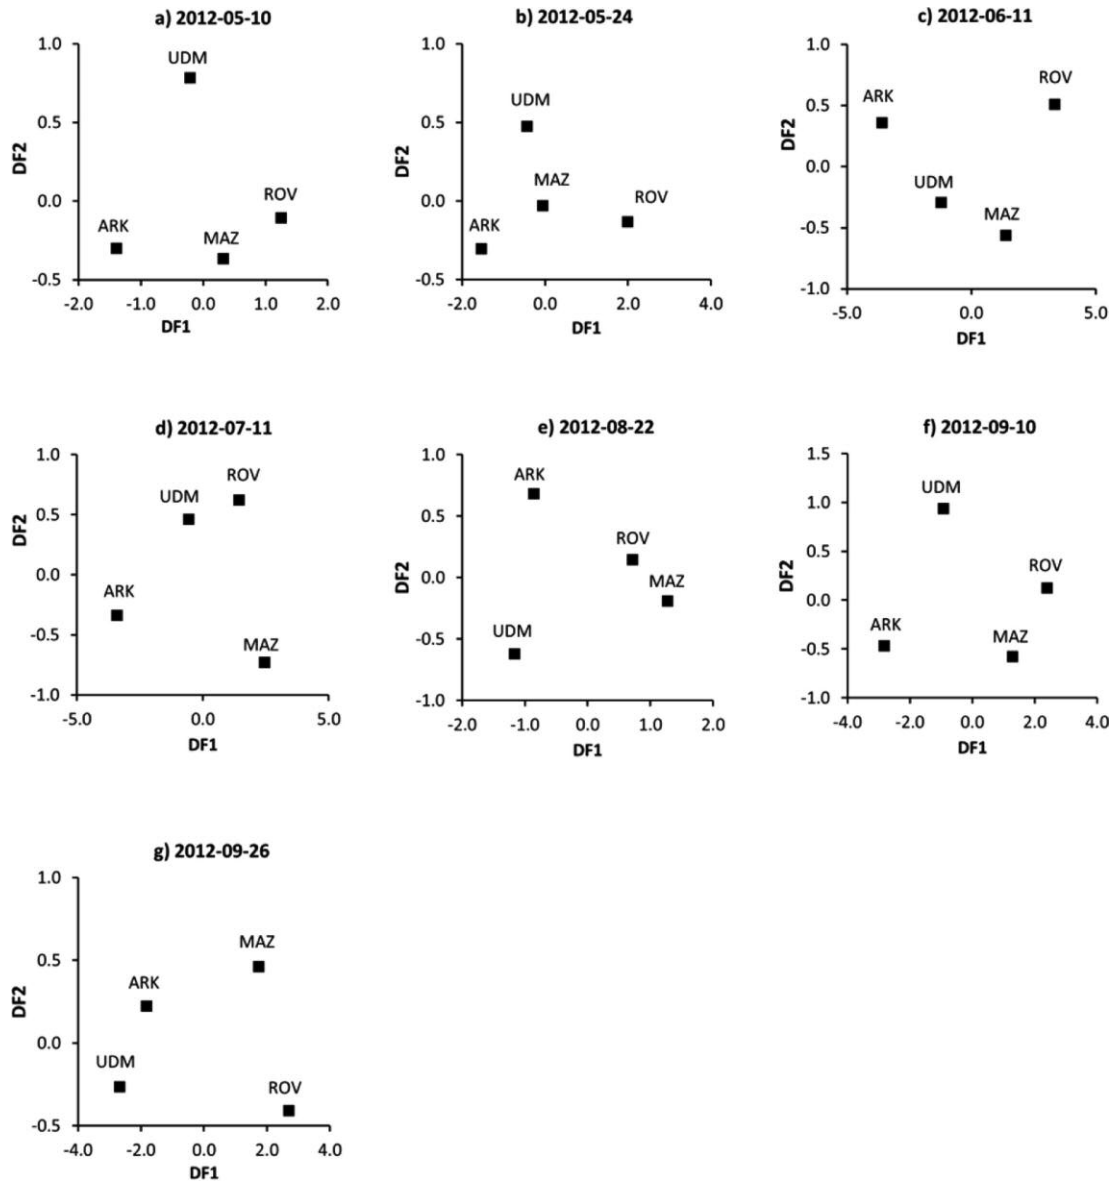 a) 2012-05-10
1.0
UDM
0.5
DF2
0.0
ROV
ARK
MAZ
-0.5
-2.0 -1.0 0.0 1.0 2.0
DF1
b) 2012-05-24
1.0
UDM
0.5
DF2
MAZ
0.0
ROV
ARK
-0.5
-2.0 0.0 2.0 4.0
DF1
c) 2012-06-11
1.0
ROV
ARK
0.5
DF2
0.0
UDM
MAZ
-0.5
-1.0
-5.0 0.0 5.0
DF1
d) 2012-07-11
1.0
ROV
UDM
0.5
DF2
0.0
ARK
-0.5
MAZ
-1.0
-5.0 0.0 5.0
DF1
e) 2012-08-22
1.0
ARK
0.5
ROV
DF2
0.0
MAZ
UDM
-0.5
-1.0
-2.0 -1.0 0.0 1.0 2.0
DF1
f) 2012-09-10
1.5
UDM
1.0
0.5
ROV
DF2
0.0
ARK
MAZ
-0.5
-1.0
-4.0 -2.0 0.0 2.0 4.0
DF1
g) 2012-09-26
1.0
MAZ
0.5
ARK
DF2
0.0
UDM
ROV
-0.5
-4.0 -2.0 0.0 2.0 4.0
DF1